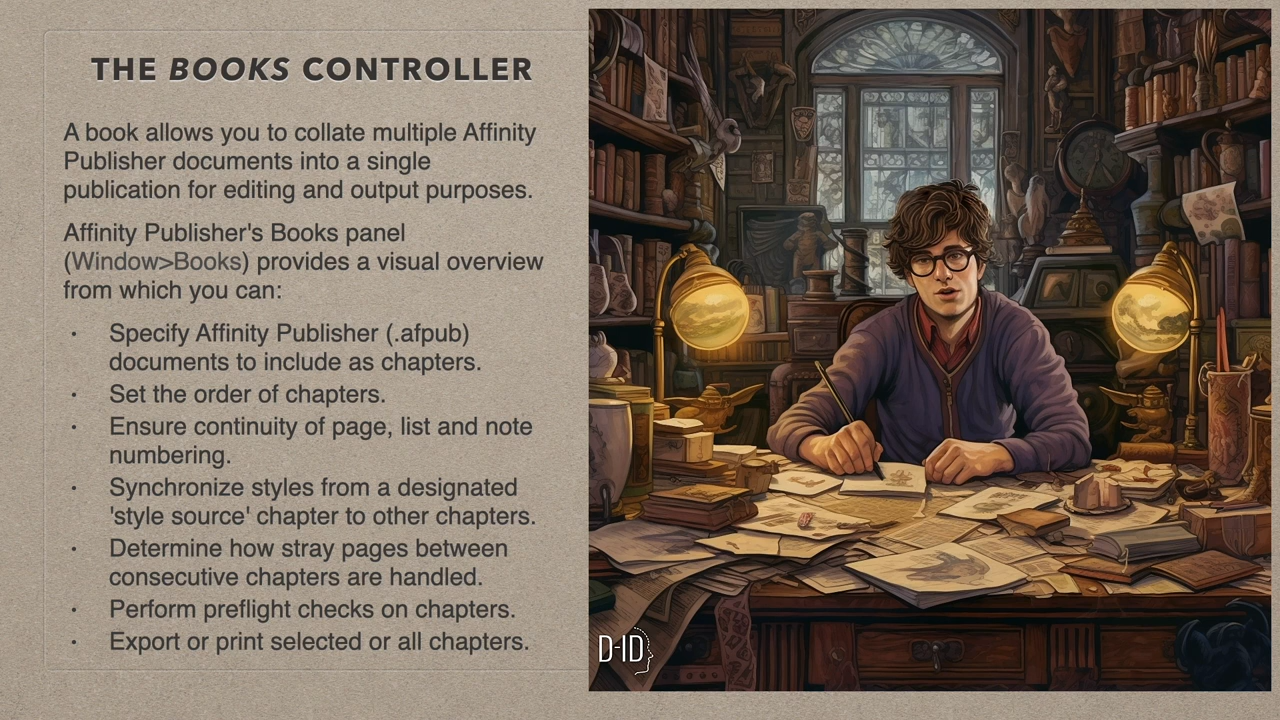 THE BOOKS CONTROLLER
A book allows you to collate multiple Affinity
Publisher documents into a single
publication for editing and output purposes.
Affinity Publisher's Books panel
(Window>Books) provides a visual overview
from which you can:
· Specify Affinity Publisher (.afpub)
documents to include as chapters.
· Set the order of chapters.
· Ensure continuity of page, list and note
numbering.
· Synchronize styles from a designated
'style source' chapter to other chapters.
· Determine how stray pages between
consecutive chapters are handled.
· Perform preflight checks on chapters.
· Export or print selected or all chapters.
D-ID